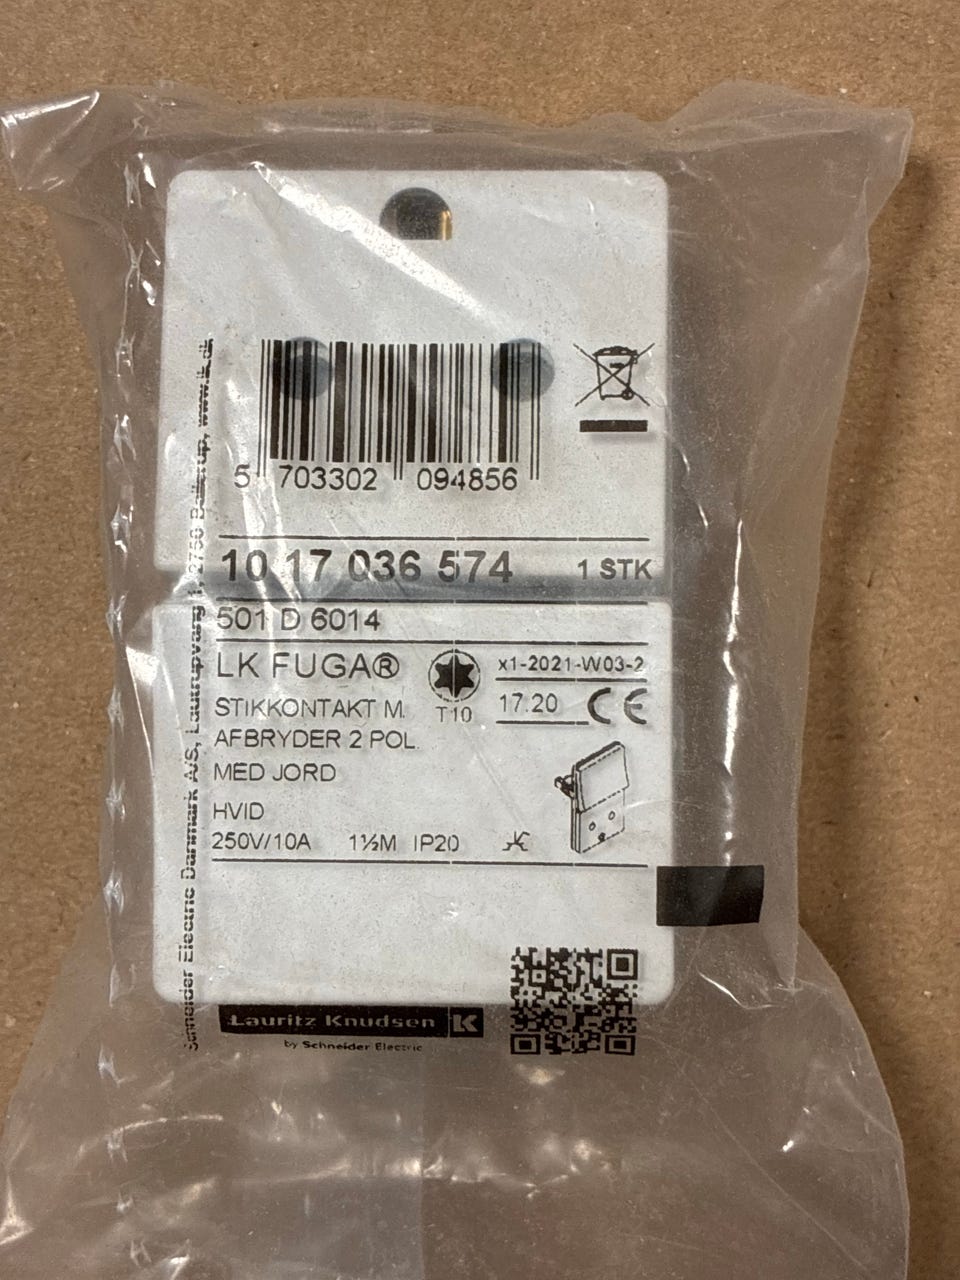 5 703302 094856
10 17 036 574 1 STK
501 D 6014
LK FUGA®
T10
x1-2021-W03-2
17.20 CE
STIKKONTAKT M.
AFBRYDER 2 POL.
MED JORD
HVID
250V/10A 1½M IP20
Lauritz Knudsen
by Schneider Electric
Schneider Electric Danmark A/S, Lautrupvang 1, 2750 Ballerup, www.lk.dk